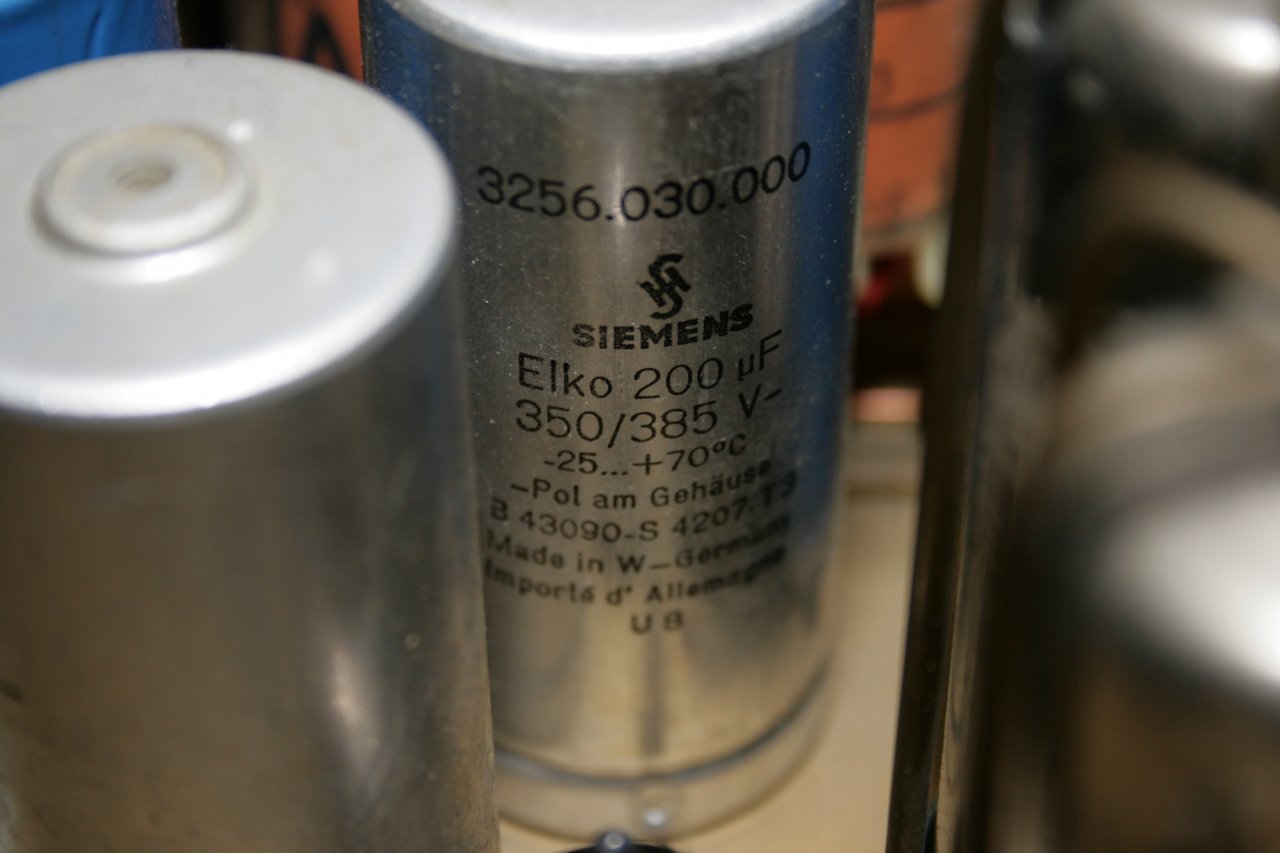 3256.030.000
SIEMENS
Elko 200 µF
350/385 V-
-25...+70°C
-Pol am Gehäuse
B 43090-S 4207-T3
Made in W-Germany
Importé d' Allemagne
U 8